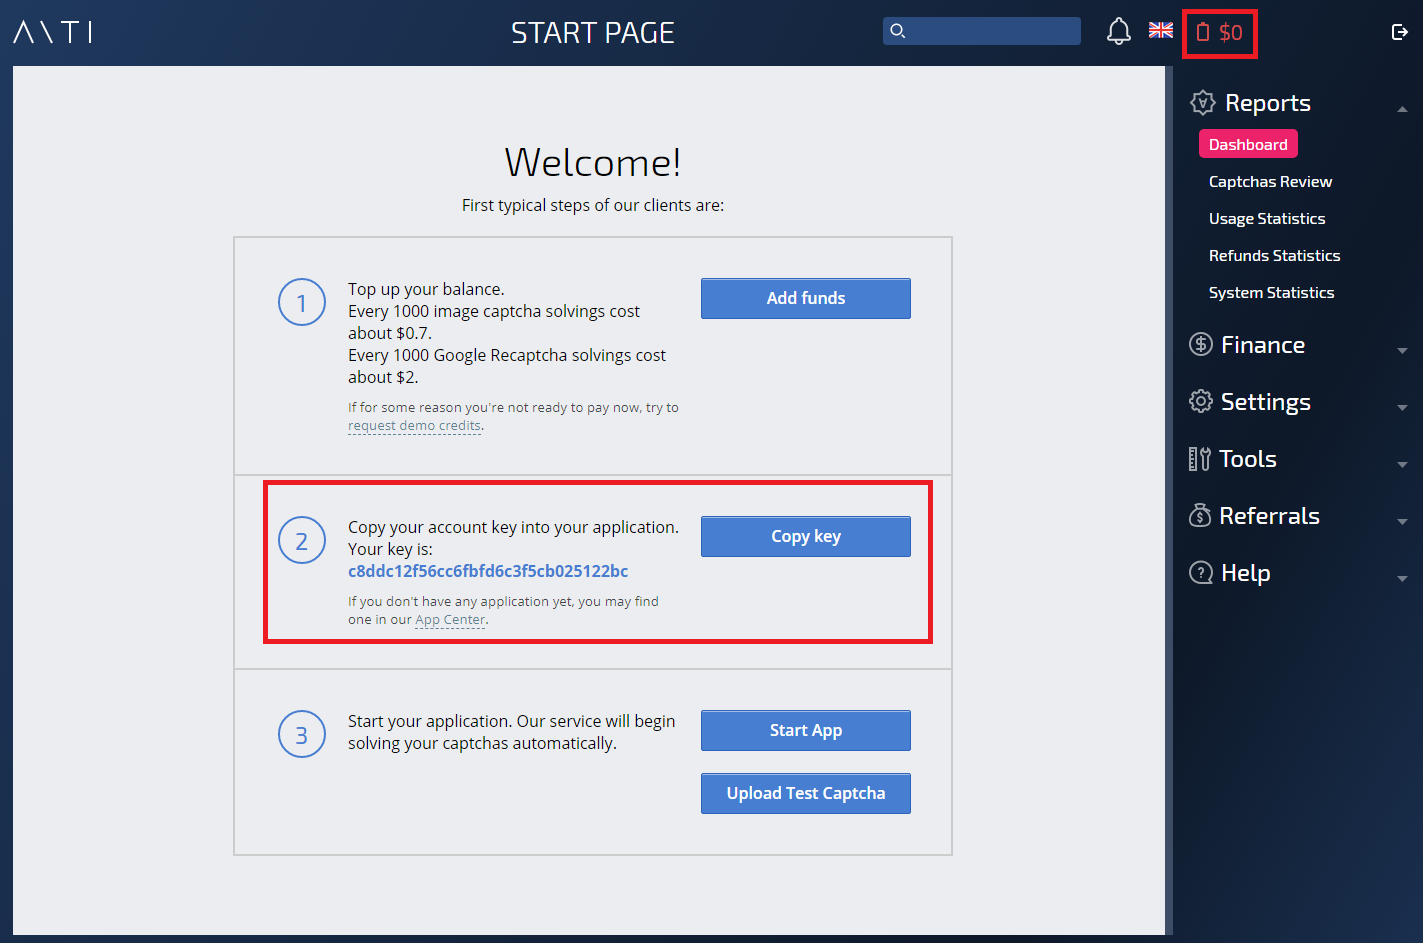 START PAGE
$0
Welcome!
First typical steps of our clients are:
1
Top up your balance.
Every 1000 image captcha solvings cost
about $0.7.
Every 1000 Google Recaptcha solvings cost
about $2.
If for some reason you're not ready to pay now, try to
request demo credits.
Add funds
2
Copy your account key into your application.
Your key is:
c8ddc12f56cc6fbfd6c3f5cb025122bc
If you don't have any application yet, you may find
one in our App Center.
Copy key
3
Start your application. Our service will begin
solving your captchas automatically.
Start App
Upload Test Captcha
Reports
Dashboard
Captchas Review
Usage Statistics
Refunds Statistics
System Statistics
Finance
Settings
Tools
Referrals
Help